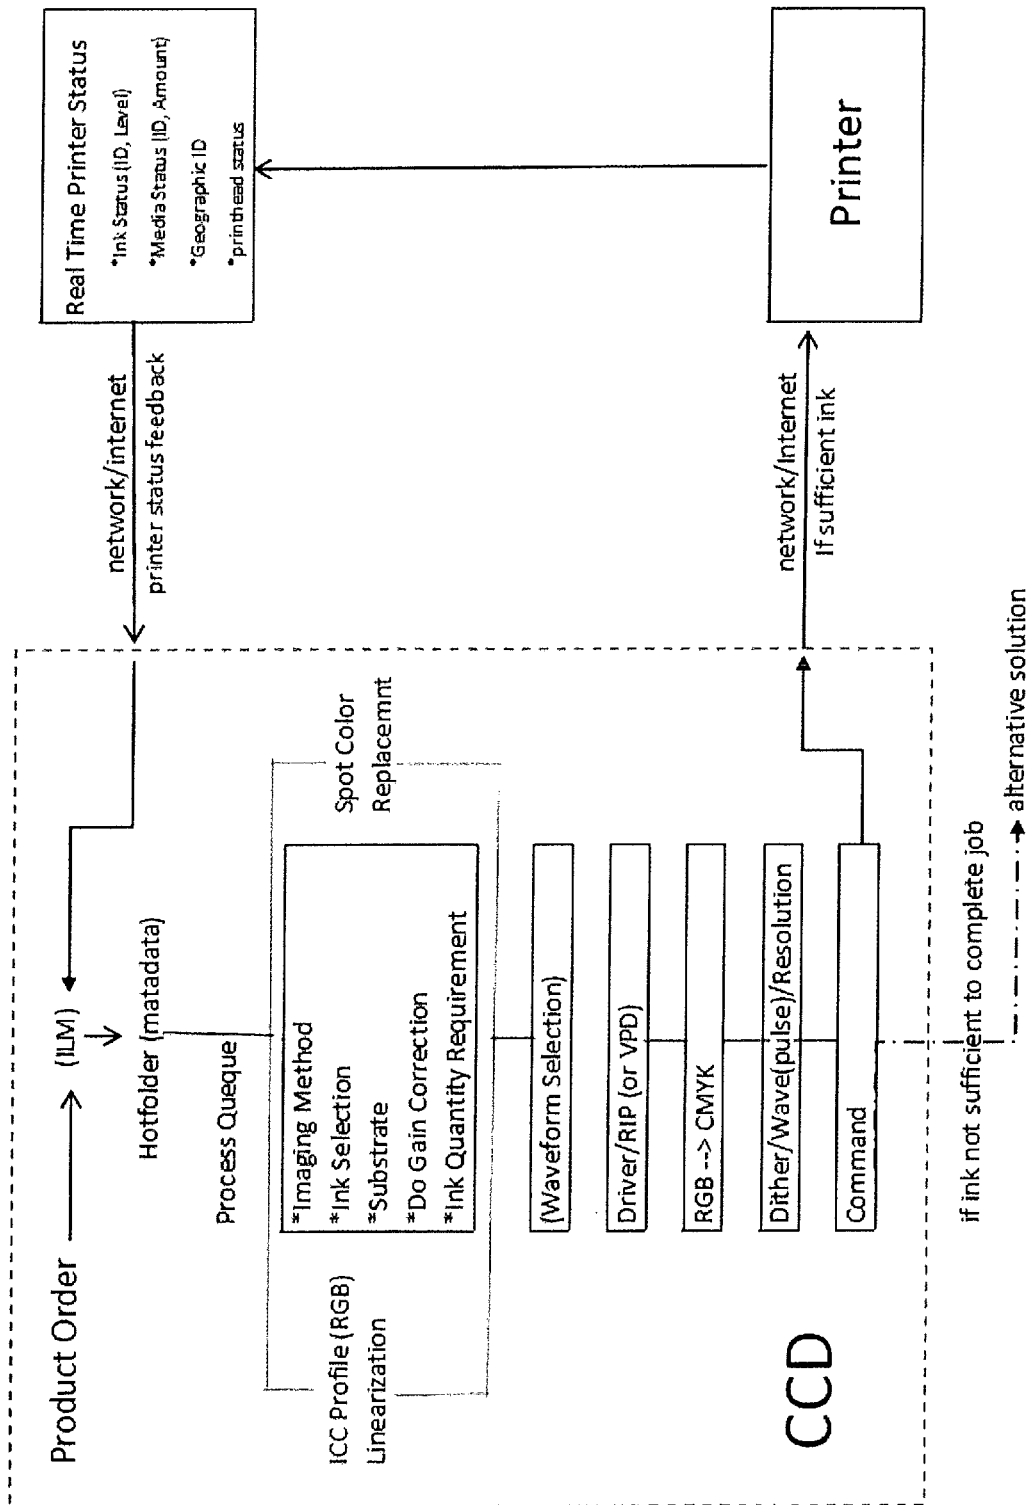 Product Order
(ILM)
Hotfolder (matadata)
Process Queque
ICC Profile (RGB)
Linearization
*Imaging Method
*Ink Selection
*Substrate
*Do Gain Correction
*Ink Quantity Requirement
Spot Color
Replacemnt
(Waveform Selection)
Driver/RIP (or VPD)
RGB --> CMYK
Dither/Wave(pulse)/Resolution
Command
CCD
if ink not sufficient to complete job
alternative solution
network/internet
printer status feedback
network/Internet
If sufficient ink
Real Time Printer Status
*Ink Status (ID, Level)
*Media Status (ID, Amount)
*Geographic ID
*printhead status
Printer